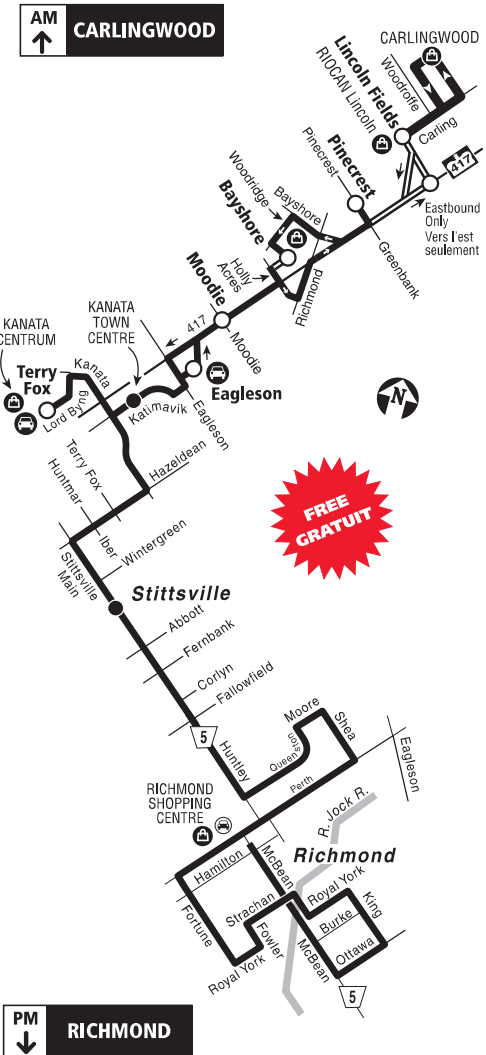 AM
CARLINGWOOD
CARLINGWOOD
Woodroffe
Lincoln Fields
RIOCAN Lincoln
Carling
417
Pinecrest
Pinecrest
Eastbound
Only
Vers l'est
seulement
Woodridge
Bayshore
Bayshore
Greenbank
Holly
Acres
Richmond
Moodie
Moodie
417
KANATA
TOWN
CENTRE
KANATA
CENTRUM
Terry
Fox
Kanata
Lord Byng
Katimavik
Eagleson
Eagleson
N
Terry Fox
Huntmar
Hazeldean
Iber
Wintergreen
Stittsville
Main
FREE
GRATUIT
Stittsville
Abbott
Fernbank
Corlyn
Fallowfield
5
Huntley
Moore
Queen's
ton
Shea
Eagleson
Perth
RICHMOND
SHOPPING
CENTRE
R. Jock R.
Richmond
Hamilton
McBean
Royal York
King
Fortune
Strachan
Burke
Fowler
Ottawa
Royal York
McBean
5
PM
RICHMOND